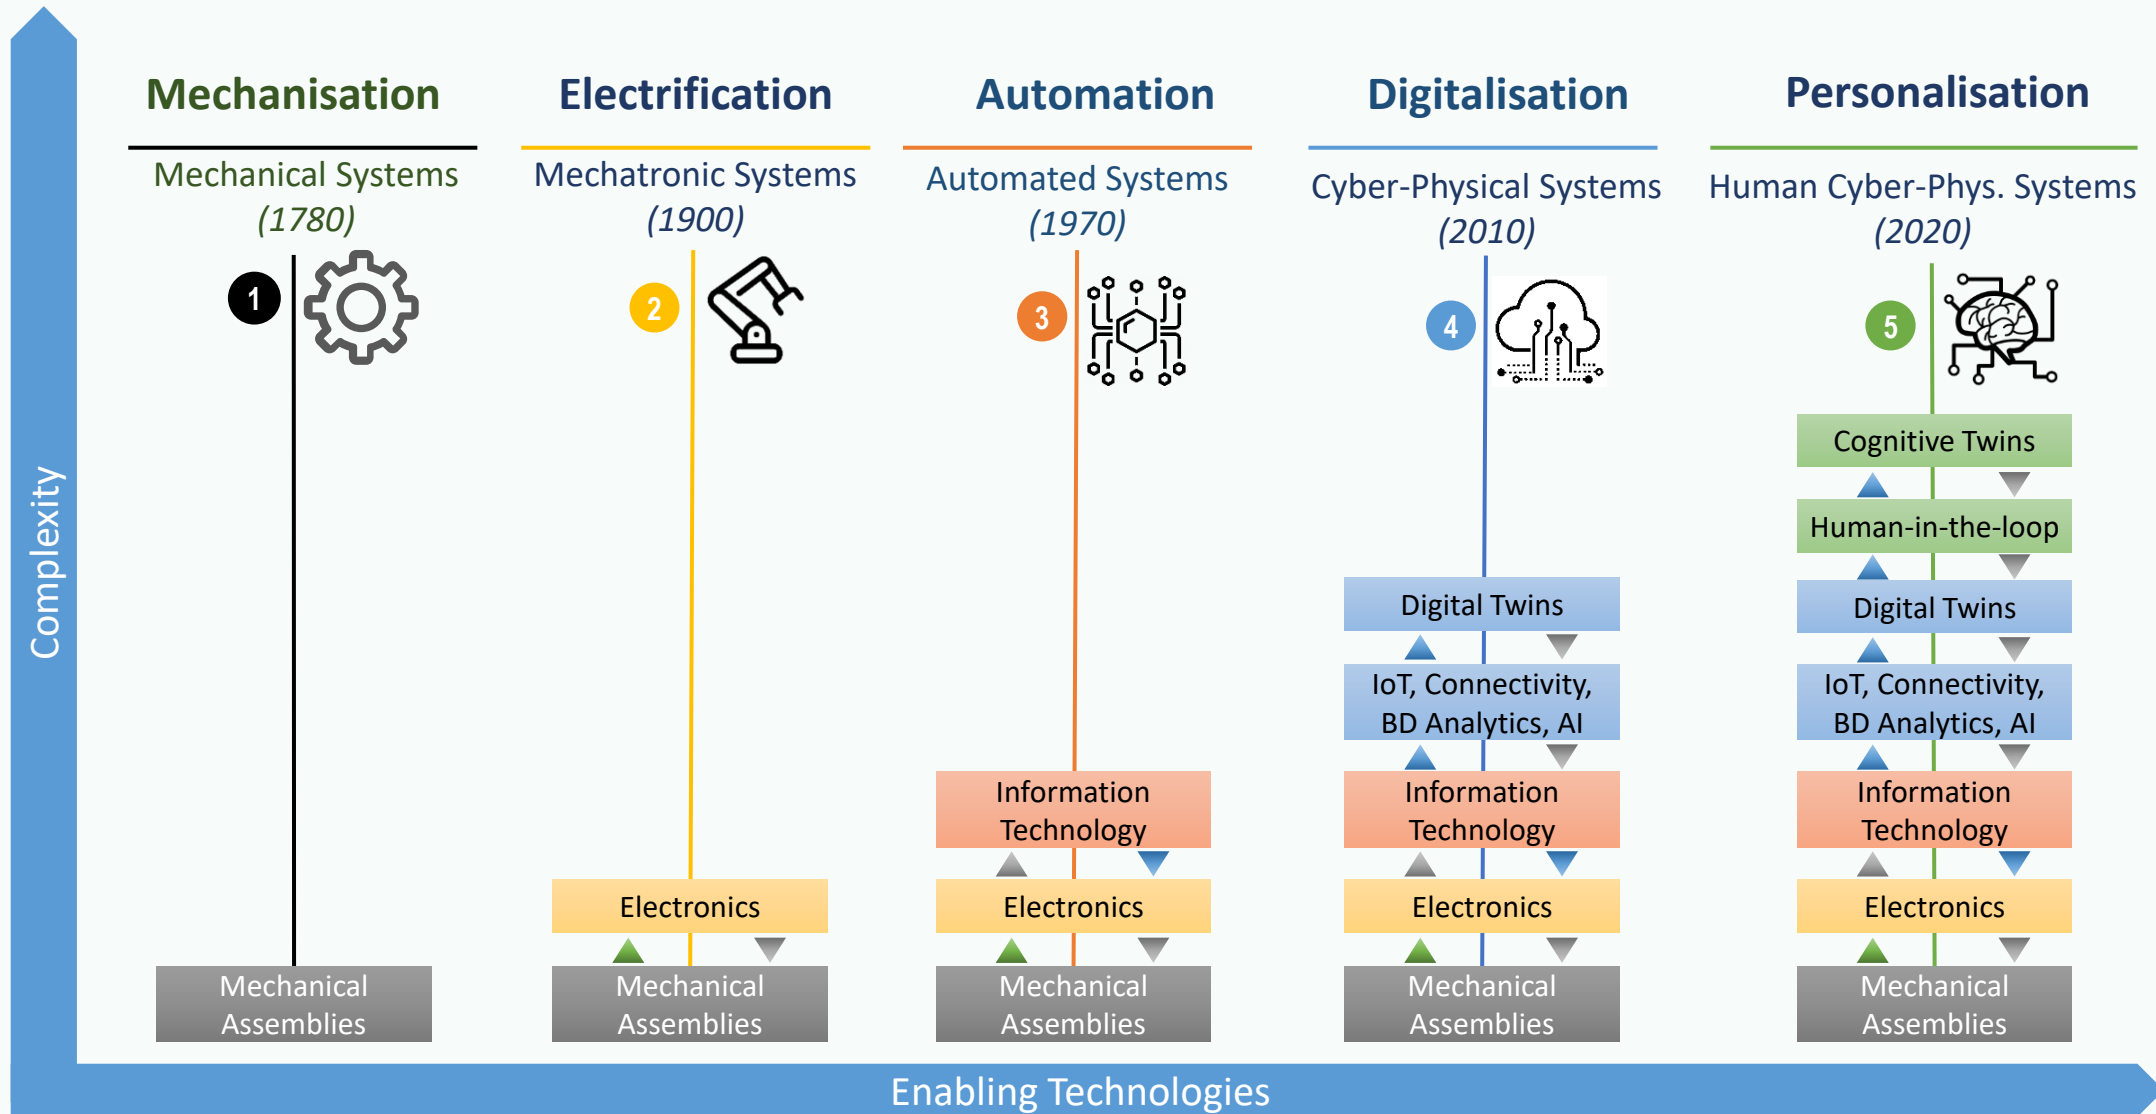 Complexity
Mechanisation
Mechanical Systems
(1780)
1
Mechanical
Assemblies
Electrification
Mechatronic Systems
(1900)
2
Electronics
Mechanical
Assemblies
Automation
Automated Systems
(1970)
3
Information
Technology
Electronics
Mechanical
Assemblies
Digitalisation
Cyber-Physical Systems
(2010)
4
Digital Twins
IoT, Connectivity,
BD Analytics, AI
Information
Technology
Electronics
Mechanical
Assemblies
Personalisation
Human Cyber-Phys. Systems
(2020)
5
Cognitive Twins
Human-in-the-loop
Digital Twins
IoT, Connectivity,
BD Analytics, AI
Information
Technology
Electronics
Mechanical
Assemblies
Enabling Technologies